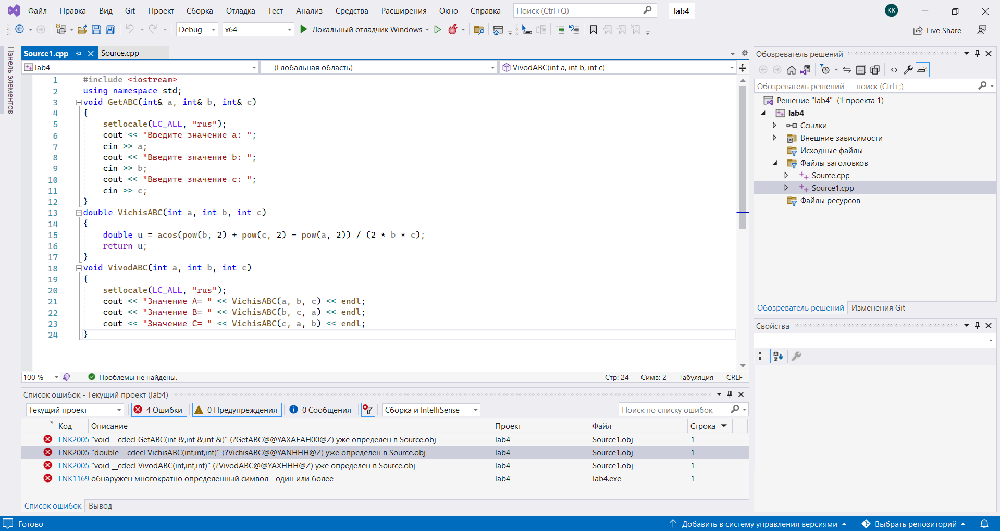 Файл Правка Вид Git Проект Сборка Отладка Тест Анализ Средства Расширения Окно Справка Поиск (Ctrl+Q) lab4 KK
Debug x64 Локальный отладчик Windows Live Share
Панель элементов
Source1.cpp Source.cpp
lab4 (Глобальная область) VivodABC(int a, int b, int c)
1 #include <iostream>
2 using namespace std;
3 void GetABC(int& a, int& b, int& c)
4 {
5 setlocale(LC_ALL, "rus");
6 cout << "Введите значение a: ";
7 cin >> a;
8 cout << "Введите значение b: ";
9 cin >> b;
10 cout << "Введите значение c: ";
11 cin >> c;
12 }
13 double VichisABC(int a, int b, int c)
14 {
15 double u = acos(pow(b, 2) + pow(c, 2) - pow(a, 2)) / (2 * b * c);
16 return u;
17 }
18 void VivodABC(int a, int b, int c)
19 {
20 setlocale(LC_ALL, "rus");
21 cout << "Значение A= " << VichisABC(a, b, c) << endl;
22 cout << "Значение B= " << VichisABC(b, c, a) << endl;
23 cout << "Значение C= " << VichisABC(c, a, b) << endl;
24 }
100 % Проблемы не найдены. Стр: 24 Симв: 2 Табуляция CRLF
Список ошибок - Текущий проект (lab4)
Текущий проект 4 Ошибки 0 Предупреждения 0 Сообщения Сборка и IntelliSense Поиск по списку ошибок
Код Описание Проект Файл Строка
LNK2005 "void __cdecl GetABC(int &,int &,int &)" (?GetABC@@YAXAEAH00@Z) уже определен в Source.obj lab4 Source1.obj 1
LNK2005 "double __cdecl VichisABC(int,int,int)" (?VichisABC@@YANHHH@Z) уже определен в Source.obj lab4 Source1.obj 1
LNK2005 "void __cdecl VivodABC(int,int,int)" (?VivodABC@@YAXHHH@Z) уже определен в Source.obj lab4 Source1.obj 1
LNK1169 обнаружен многократно определенный символ - один или более lab4 lab4.exe 1
Список ошибок Вывод
Обозреватель решений
Обозреватель решений — поиск (Ctrl+;)
Решение "lab4" (1 проекта 1)
lab4
Ссылки
Внешние зависимости
Исходные файлы
Файлы заголовков
Source.cpp
Source1.cpp
Файлы ресурсов
Обозреватель решений Изменения Git
Свойства
Готово Добавить в систему управления версиями Выбрать репозиторий